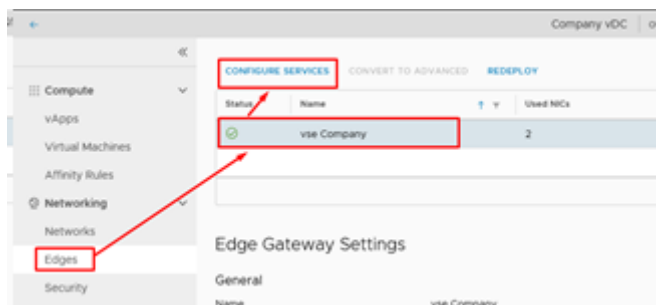 Company vDC
CONFIGURE SERVICES CONVERT TO ADVANCED REDEPLOY
Compute
Status Name Used NICs
vApps
vse Company 2
Virtual Machines
Affinity Rules
Networking
Networks
Edge Gateway Settings
Edges
General
Security
Name vse Company